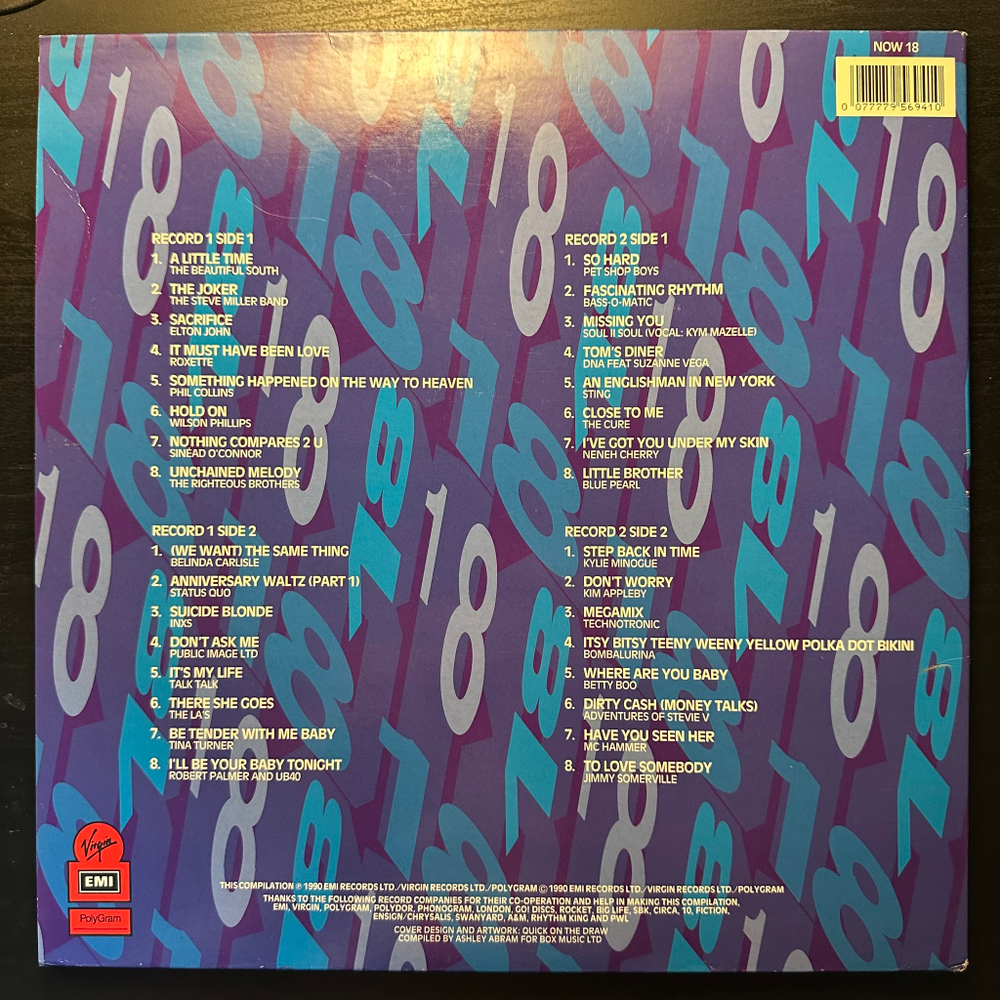 NOW 18
0 077779 569410
RECORD 1 SIDE 1
1. A LITTLE TIME
THE BEAUTIFUL SOUTH
2. THE JOKER
THE STEVE MILLER BAND
3. SACRIFICE
ELTON JOHN
4. IT MUST HAVE BEEN LOVE
ROXETTE
5. SOMETHING HAPPENED ON THE WAY TO HEAVEN
PHIL COLLINS
6. HOLD ON
WILSON PHILLIPS
7. NOTHING COMPARES 2 U
SINEAD O'CONNOR
8. UNCHAINED MELODY
THE RIGHTEOUS BROTHERS
RECORD 1 SIDE 2
1. (WE WANT) THE SAME THING
BELINDA CARLISLE
2. ANNIVERSARY WALTZ (PART 1)
STATUS QUO
3. SUICIDE BLONDE
INXS
4. DON'T ASK ME
PUBLIC IMAGE LTD
5. IT'S MY LIFE
TALK TALK
6. THERE SHE GOES
THE LA'S
7. BE TENDER WITH ME BABY
TINA TURNER
8. I'LL BE YOUR BABY TONIGHT
ROBERT PALMER AND UB40
RECORD 2 SIDE 1
1. SO HARD
PET SHOP BOYS
2. FASCINATING RHYTHM
BASS-O-MATIC
3. MISSING YOU
SOUL II SOUL (VOCAL: KYM MAZELLE)
4. TOM'S DINER
DNA FEAT SUZANNE VEGA
5. AN ENGLISHMAN IN NEW YORK
STING
6. CLOSE TO ME
THE CURE
7. I'VE GOT YOU UNDER MY SKIN
NENEH CHERRY
8. LITTLE BROTHER
BLUE PEARL
RECORD 2 SIDE 2
1. STEP BACK IN TIME
KYLIE MINOGUE
2. DON'T WORRY
KIM APPLEBY
3. MEGAMIX
TECHNOTRONIC
4. ITSY BITSY TEENY WEENY YELLOW POLKA DOT BIKINI
BOMBALURINA
5. WHERE ARE YOU BABY
BETTY BOO
6. DIRTY CASH (MONEY TALKS)
ADVENTURES OF STEVIE V
7. HAVE YOU SEEN HER
MC HAMMER
8. TO LOVE SOMEBODY
JIMMY SOMERVILLE
Virgin
EMI
PolyGram
THIS COMPILATION ℗ 1990 EMI RECORDS LTD./VIRGIN RECORDS LTD./POLYGRAM © 1990 EMI RECORDS LTD./VIRGIN RECORDS LTD./POLYGRAM
THANKS TO THE FOLLOWING RECORD COMPANIES FOR THEIR CO-OPERATION AND HELP IN MAKING THIS COMPILATION,
EMI, VIRGIN, POLYGRAM, POLYDOR, PHONOGRAM, LONDON, GO! DISCS, ROCKET, BIG LIFE, SBK, CIRCA, 10, FICTION,
ENSIGN/CHRYSALIS, SWANYARD, A&M, RHYTHM KING AND PWL
COVER DESIGN AND ARTWORK: QUICK ON THE DRAW
COMPILED BY ASHLEY ABRAM FOR BOX MUSIC LTD